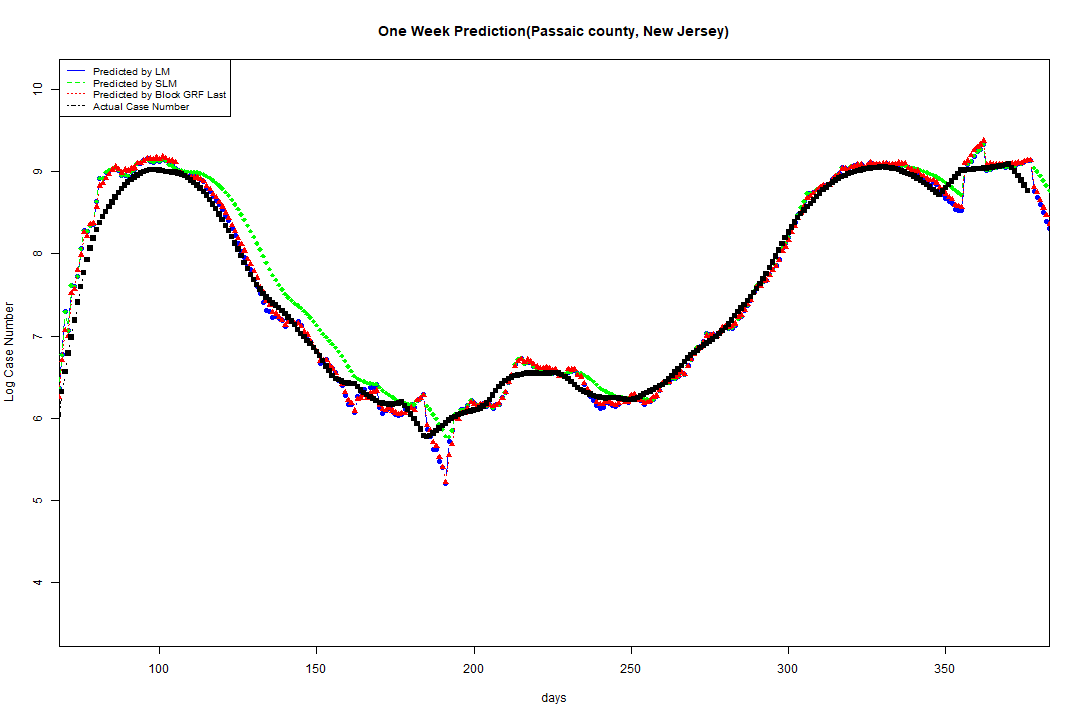 One Week Prediction(Passaic county, New Jersey)
Predicted by LM
Predicted by SLM
Predicted by Block GRF Last
Actual Case Number
10
9
8
7
6
5
4
Log Case Number
100 150 200 250 300 350
days